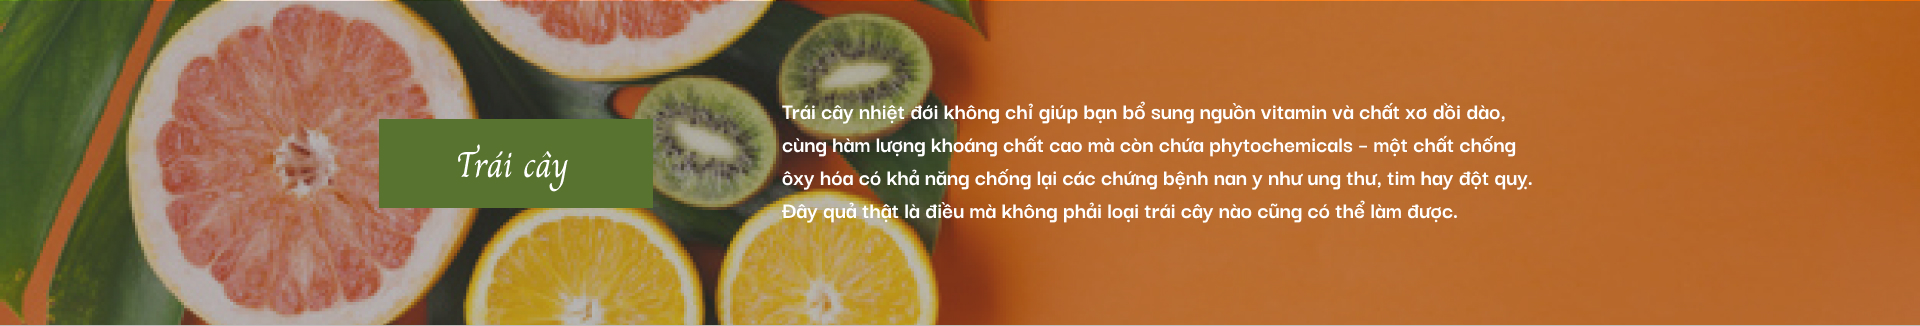 Trái cây
Trái cây nhiệt đới không chỉ giúp bạn bổ sung nguồn vitamin và chất xơ dồi dào,
cùng hàm lượng khoáng chất cao mà còn chứa phytochemicals – một chất chống
ôxy hóa có khả năng chống lại các chứng bệnh nan y như ung thư, tim hay đột quỵ.
Đây quả thật là điều mà không phải loại trái cây nào cũng có thể làm được.